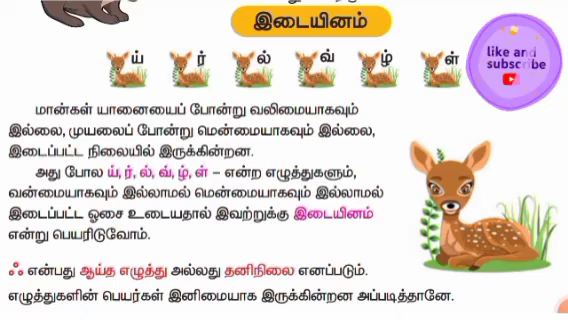 இடையினம்
ய் ர் ல் வ் ழ் ள்
like and
subscribe
மான்கள் யானையைப் போன்று வலிமையாகவும்
இல்லை, முயலைப் போன்று மென்மையாகவும் இல்லை,
இடைப்பட்ட நிலையில் இருக்கின்றன.
அது போல ய், ர், ல், வ், ழ், ள் – என்ற எழுத்துகளும்,
வன்மையாகவும் இல்லாமல் மென்மையாகவும் இல்லாமல்
இடைப்பட்ட ஓசை உடையதால் இவற்றுக்கு இடையினம்
என்று பெயரிடுவோம்.
ஃ என்பது ஆய்த எழுத்து அல்லது தனிநிலை எனப்படும்.
எழுத்துகளின் பெயர்கள் இனிமையாக இருக்கின்றன அப்படித்தானே.